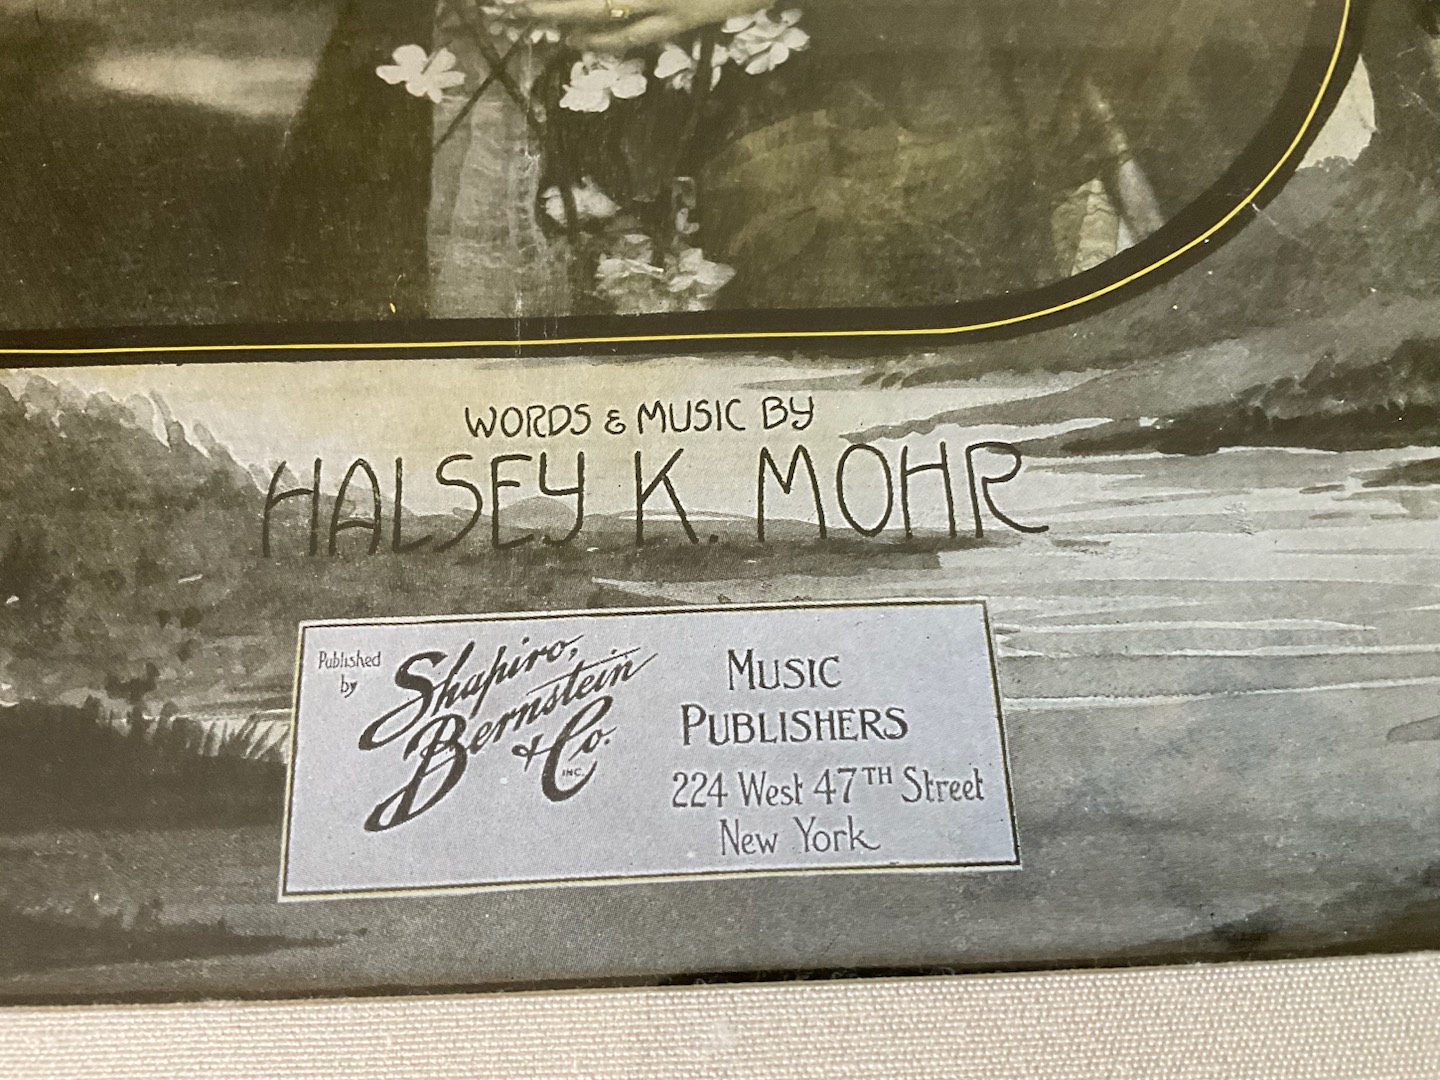 WORDS & MUSIC BY
HALSEY K. MOHR
Published
by
Shapiro,
Bernstein
& Co.
INC.
MUSIC
PUBLISHERS
224 West 47TH Street
New York